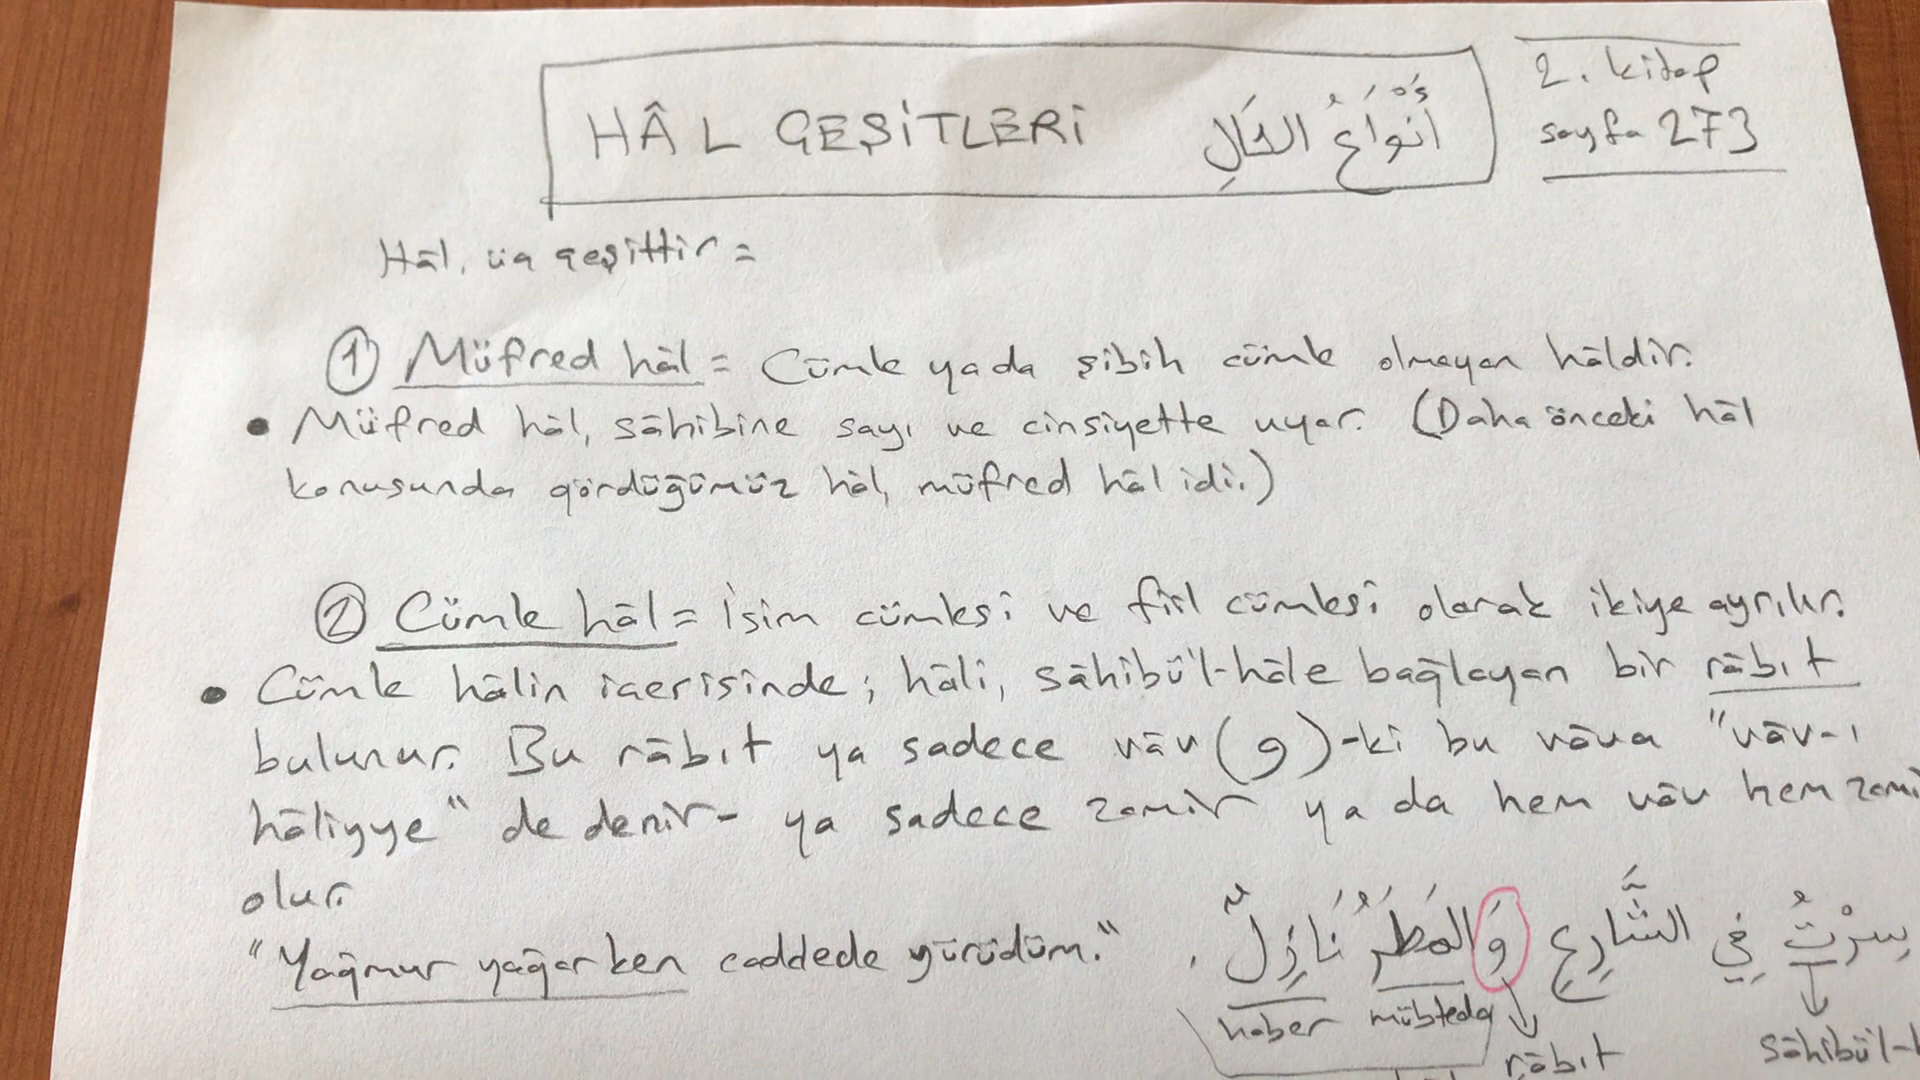 HÂL ÇEŞİTLERİ أَنْوَاعُ الحَالِ
2. kitap
sayfa 273
Hâl, üç çeşittir =
① Müfred hâl = Cümle yada şibih cümle olmayan hâldir.
• Müfred hâl, sâhibine sayı ve cinsiyette uyar. (Daha önceki hâl
konusunda gördüğümüz hâl, müfred hâl idi.)
② Cümle hâl = İsim cümlesi ve fiil cümlesi olarak ikiye ayrılır.
• Cümle hâlin içerisinde; hâli, sâhibü'l-hâle bağlayan bir râbıt
bulunur. Bu râbıt ya sadece vâv (و)-ki bu vâva "vâv-ı
hâliyye" de denir- ya sadece zamir ya da hem vâv hem zami
olur.
"Yağmur yağarken caddede yürüdüm." سِرْتُ فِي الشَّارِعِ وَالمَطَرُ نَازِلٌ .
haber mübteda
râbıt
sâhibü'l-